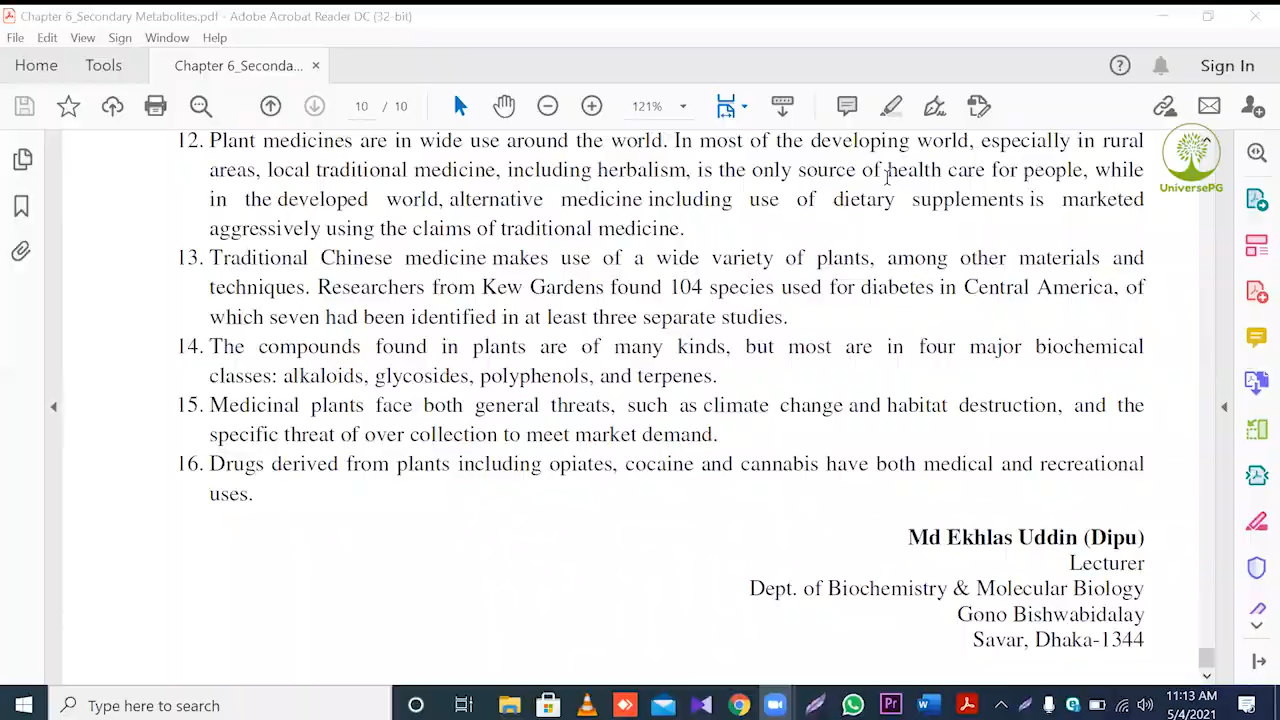 Chapter 6_Secondary Metabolites.pdf - Adobe Acrobat Reader DC (32-bit)
File Edit View Sign Window Help
Home Tools Chapter 6_Seconda... × Sign In
10 / 10 121%
12. Plant medicines are in wide use around the world. In most of the developing world, especially in rural
areas, local traditional medicine, including herbalism, is the only source of health care for people, while
in the developed world, alternative medicine including use of dietary supplements is marketed
aggressively using the claims of traditional medicine.
UniversePG
13. Traditional Chinese medicine makes use of a wide variety of plants, among other materials and
techniques. Researchers from Kew Gardens found 104 species used for diabetes in Central America, of
which seven had been identified in at least three separate studies.
14. The compounds found in plants are of many kinds, but most are in four major biochemical
classes: alkaloids, glycosides, polyphenols, and terpenes.
15. Medicinal plants face both general threats, such as climate change and habitat destruction, and the
specific threat of over collection to meet market demand.
16. Drugs derived from plants including opiates, cocaine and cannabis have both medical and recreational
uses.
Md Ekhlas Uddin (Dipu)
Lecturer
Dept. of Biochemistry & Molecular Biology
Gono Bishwabidalay
Savar, Dhaka-1344
Type here to search
11:13 AM
5/4/2021